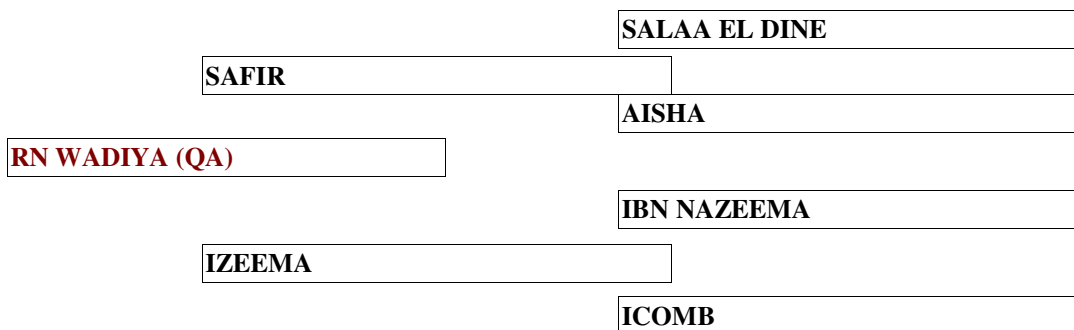 SALAA EL DINE
SAFIR
AISHA
RN WADIYA (QA)
IBN NAZEEMA
IZEEMA
ICOMB